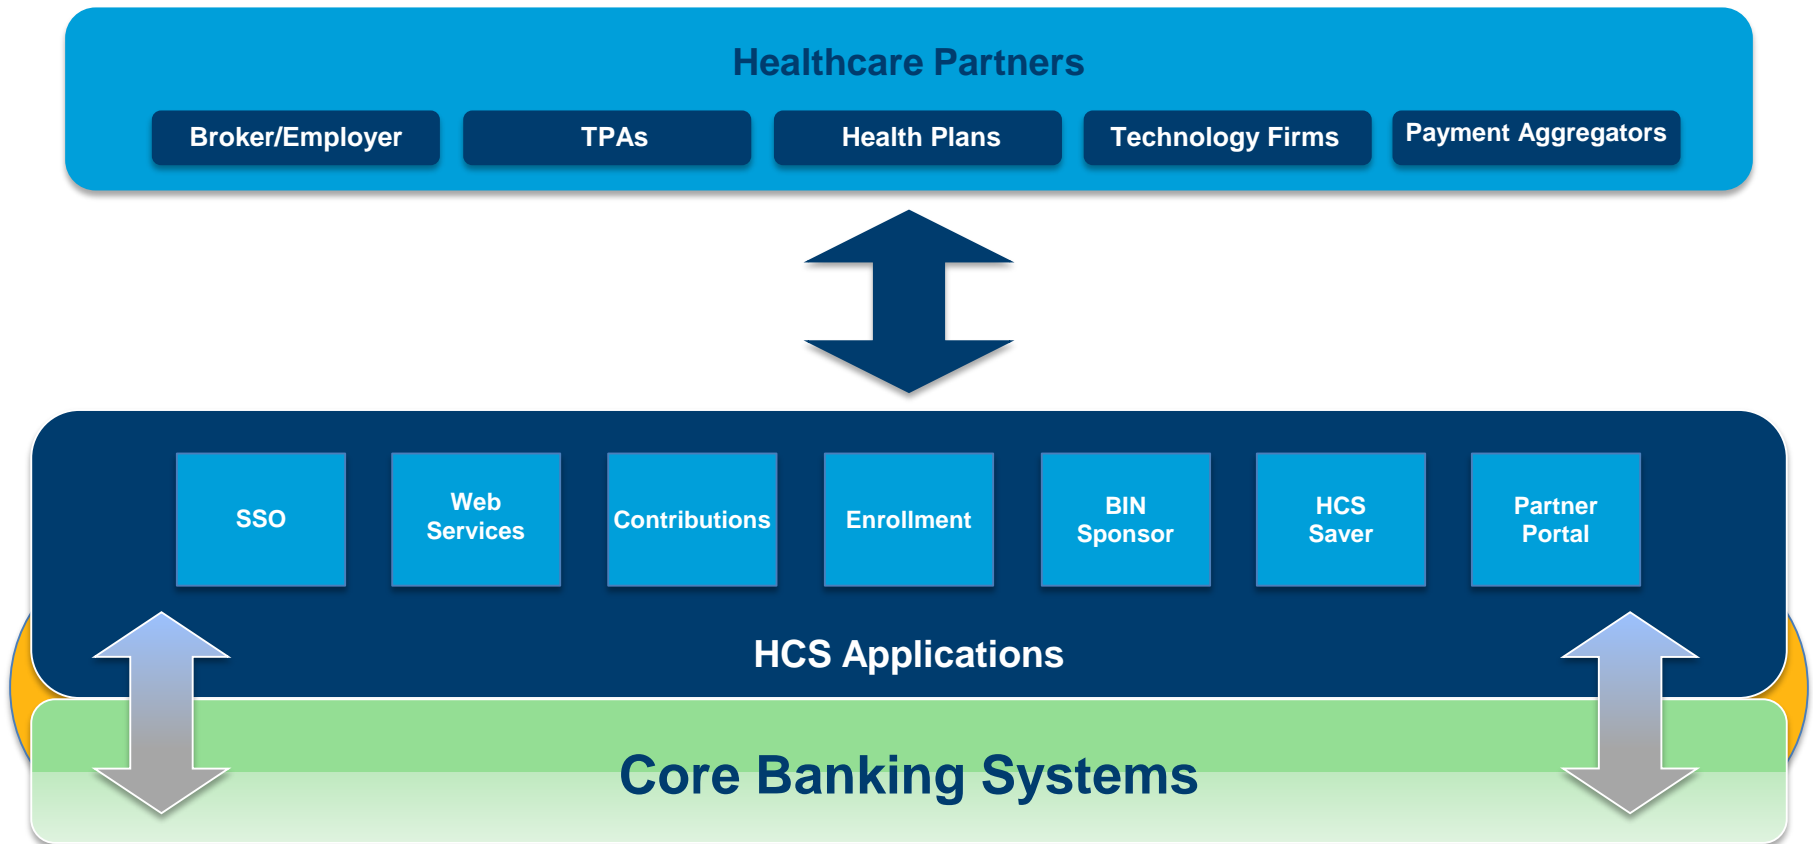 Healthcare Partners
Broker/Employer
TPAs
Health Plans
Technology Firms
Payment Aggregators
SSO
Web
Services
Contributions
Enrollment
BIN
Sponsor
HCS
Saver
Partner
Portal
HCS Applications
Core Banking Systems